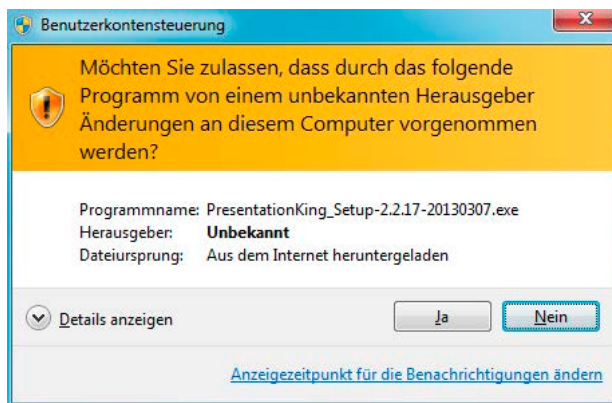 Benutzerkontensteuerung
Möchten Sie zulassen, dass durch das folgende
Programm von einem unbekannten Herausgeber
Änderungen an diesem Computer vorgenommen
werden?
Programmname: PresentationKing_Setup-2.2.17-20130307.exe
Herausgeber: Unbekannt
Dateiursprung: Aus dem Internet heruntergeladen
Details anzeigen
Ja
Nein
Anzeigezeitpunkt für die Benachrichtigungen ändern